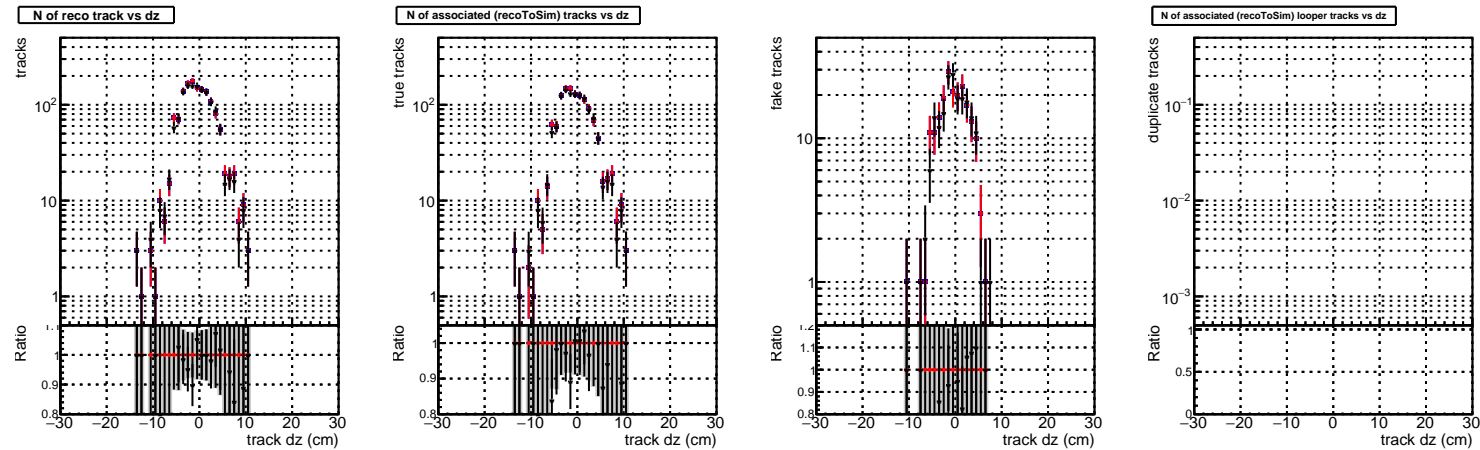 N of reco track vs dz
tracks
10²
10
1
Ratio
1.1
1
0.9
0.8
−30 −20 −10 0 10 20 30
track dz (cm)
N of associated (recoToSim) tracks vs dz
true tracks
10²
10
1
Ratio
1
0.9
0.8
−30 −20 −10 0 10 20 30
track dz (cm)
fake tracks
10
1
Ratio
1.2
1.1
1
0.9
0.8
−30 −20 −10 0 10 20 30
track dz (cm)
N of associated (recoToSim) looper tracks vs dz
duplicate tracks
10⁻¹
10⁻²
10⁻³
Ratio
1
0.5
0
−30 −20 −10 0 10 20 30
track dz (cm)